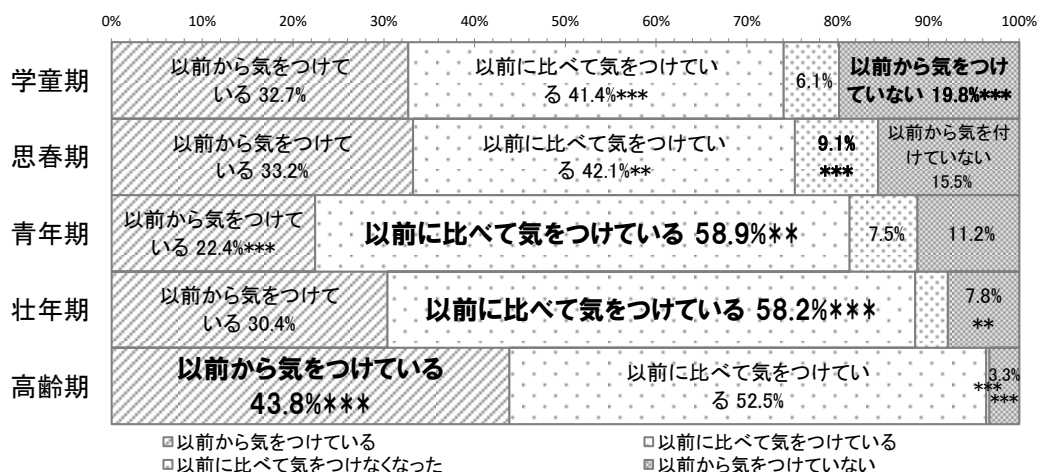 0% 10% 20% 30% 40% 50% 60% 70% 80% 90% 100%
学童期
以前から気をつけて
いる 32.7%
以前に比べて気をつけてい
る 41.4%***
6.1%
以前から気をつけ
ていない 19.8%***
思春期
以前から気をつけて
いる 33.2%
以前に比べて気をつけてい
る 42.1%**
9.1%
***
以前から気を付
けていない
15.5%
青年期
以前から気をつけて
いる 22.4%***
以前に比べて気をつけている 58.9%**
7.5%
11.2%
壮年期
以前から気をつけて
いる 30.4%
以前に比べて気をつけている 58.2%***
7.8%
**
高齢期
以前から気をつけている
43.8%***
以前に比べて気をつけてい
る 52.5%
***
3.3%
***
以前から気をつけている
以前に比べて気をつけている
以前に比べて気をつけなくなった
以前から気をつけていない